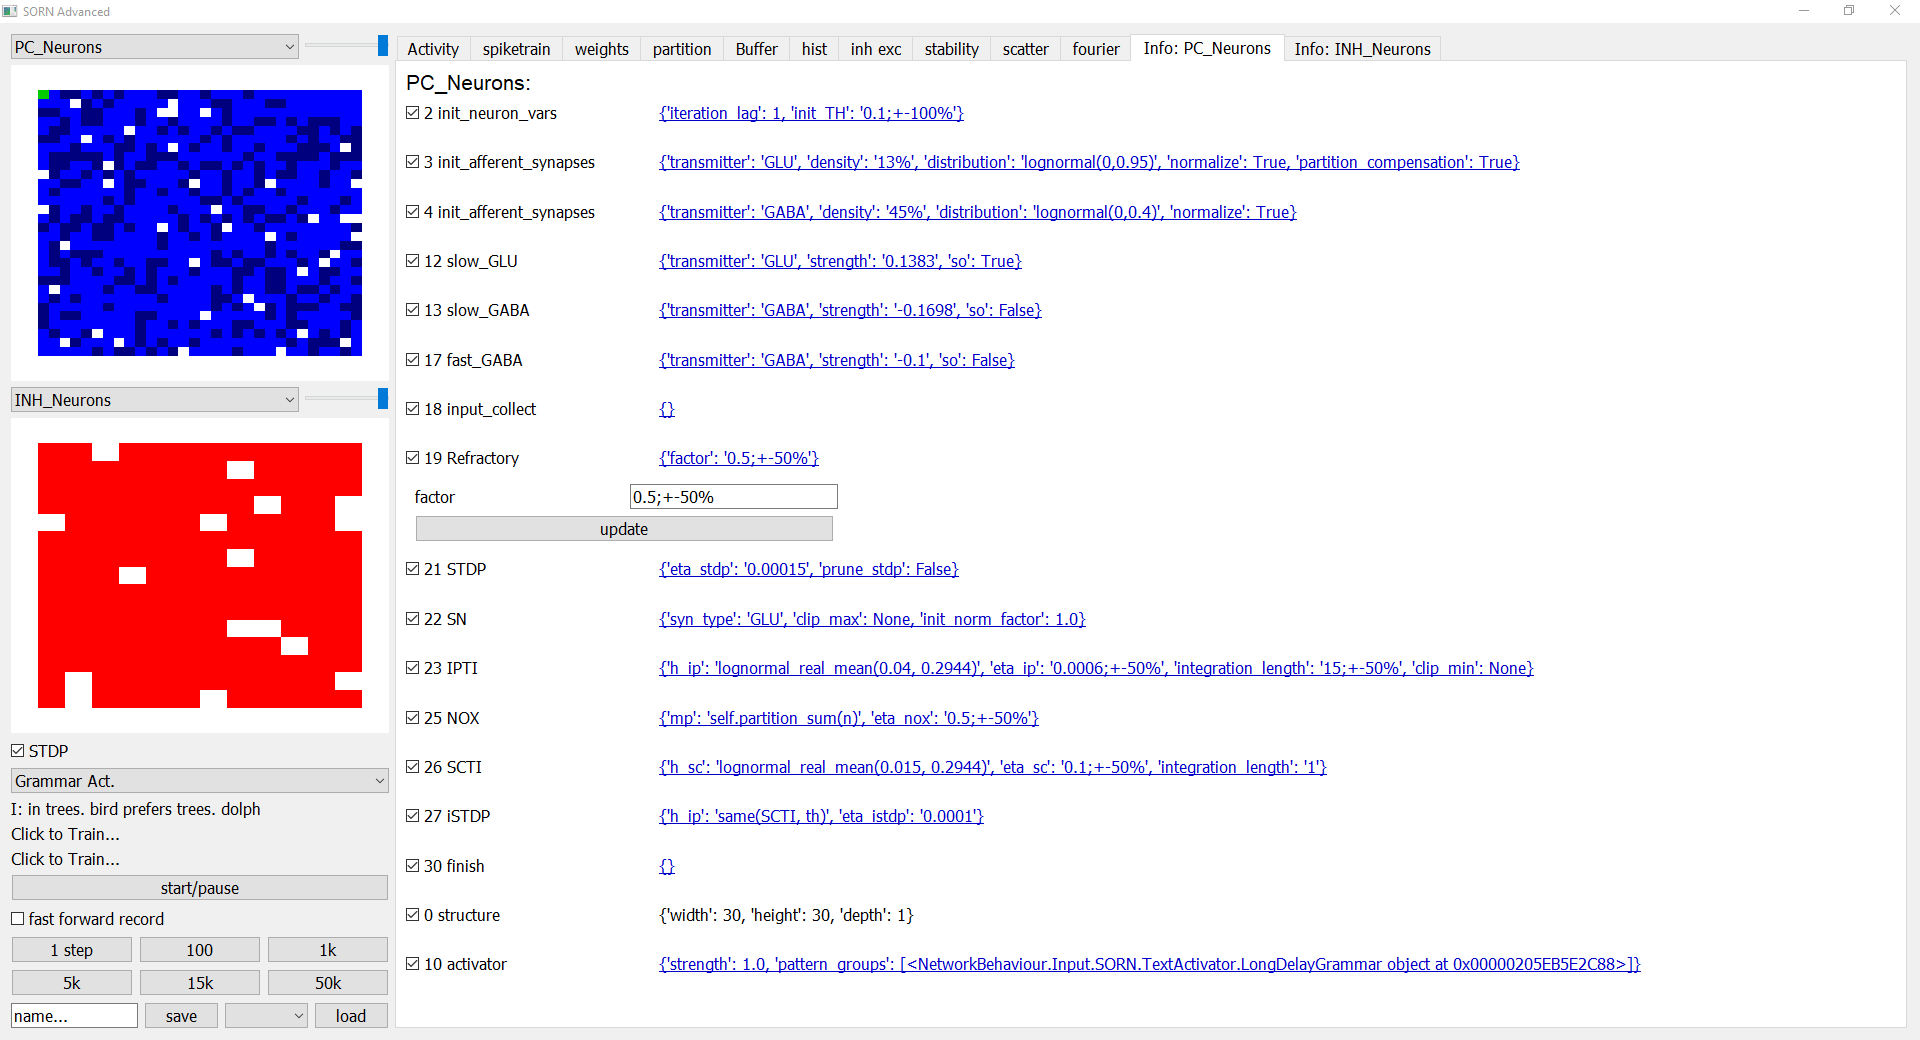 SORN Advanced
PC_Neurons
Activity spiketrain weights partition Buffer hist inh exc stability scatter fourier Info: PC_Neurons Info: INH_Neurons
PC_Neurons:
2 init_neuron_vars {'iteration_lag': 1, 'init_TH': '0.1;+-100%'}
3 init_afferent_synapses {'transmitter': 'GLU', 'density': '13%', 'distribution': 'lognormal(0,0.95)', 'normalize': True, 'partition_compensation': True}
4 init_afferent_synapses {'transmitter': 'GABA', 'density': '45%', 'distribution': 'lognormal(0,0.4)', 'normalize': True}
12 slow_GLU {'transmitter': 'GLU', 'strength': '0.1383', 'so': True}
13 slow_GABA {'transmitter': 'GABA', 'strength': '-0.1698', 'so': False}
17 fast_GABA {'transmitter': 'GABA', 'strength': '-0.1', 'so': False}
18 input_collect {}
19 Refractory {'factor': '0.5;+-50%'}
factor 0.5;+-50%
update
21 STDP {'eta_stdp': '0.00015', 'prune_stdp': False}
22 SN {'syn_type': 'GLU', 'clip_max': None, 'init_norm_factor': 1.0}
23 IPTI {'h_ip': 'lognormal_real_mean(0.04, 0.2944)', 'eta_ip': '0.0006;+-50%', 'integration_length': '15;+-50%', 'clip_min': None}
25 NOX {'mp': 'self.partition_sum(n)', 'eta_nox': '0.5;+-50%'}
26 SCTI {'h_sc': 'lognormal_real_mean(0.015, 0.2944)', 'eta_sc': '0.1;+-50%', 'integration_length': '1'}
27 iSTDP {'h_ip': 'same(SCTI, th)', 'eta_istdp': '0.0001'}
30 finish {}
0 structure {'width': 30, 'height': 30, 'depth': 1}
10 activator {'strength': 1.0, 'pattern_groups': [<NetworkBehaviour.Input.SORN.TextActivator.LongDelayGrammar object at 0x00000205EB5E2C88>]}
INH_Neurons
STDP
Grammar Act.
I: in trees. bird prefers trees. dolph
Click to Train...
Click to Train...
start/pause
fast forward record
1 step 100 1k
5k 15k 50k
name... save load